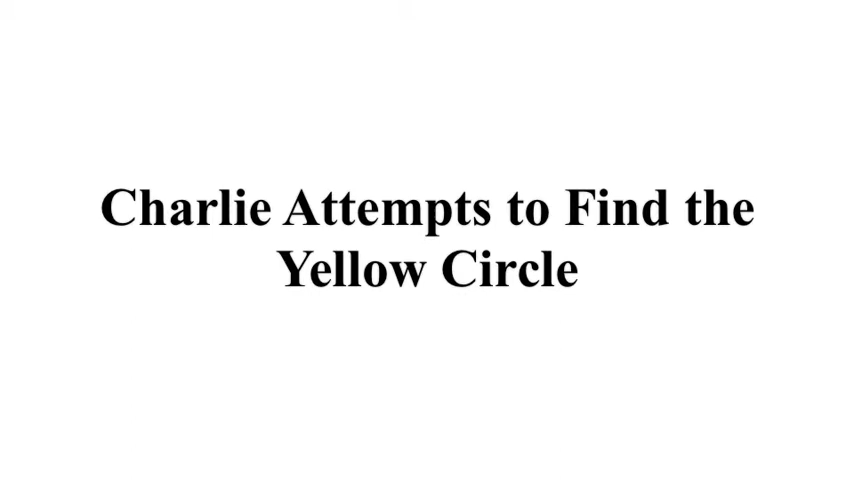 Charlie Attempts to Find the
Yellow Circle